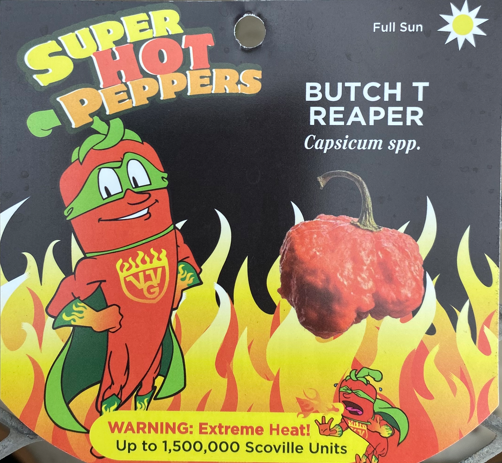 SUPER
HOT
PEPPERS
Full Sun
BUTCH T
REAPER
Capsicum spp.
VVG
WARNING: Extreme Heat!
Up to 1,500,000 Scoville Units